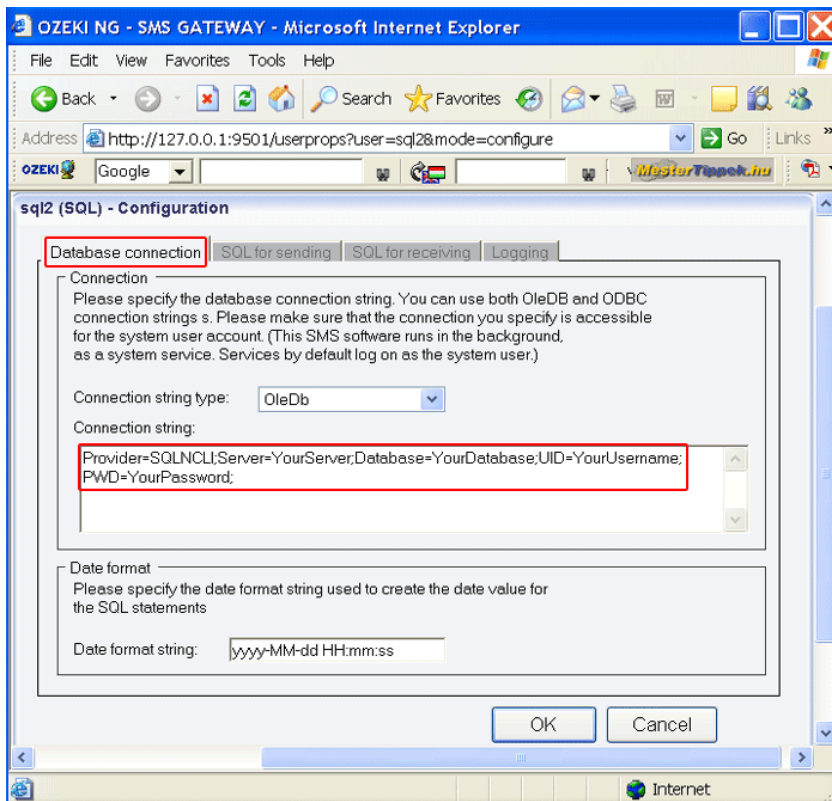 OZEKI NG - SMS GATEWAY - Microsoft Internet Explorer
File Edit View Favorites Tools Help
Back Search Favorites
Address http://127.0.0.1:9501/userprops?user=sql2&mode=configure Go Links »
OZEKI Google MesterTippek.hu
sql2 (SQL) - Configuration
Database connection SQL for sending SQL for receiving Logging
Connection
Please specify the database connection string. You can use both OleDB and ODBC
connection strings s. Please make sure that the connection you specify is accessible
for the system user account. (This SMS software runs in the background,
as a system service. Services by default log on as the system user.)
Connection string type: OleDb
Connection string:
Provider=SQLNCLI;Server=YourServer;Database=YourDatabase;UID=YourUsername;
PWD=YourPassword;
Date format
Please specify the date format string used to create the date value for
the SQL statements
Date format string: yyyy-MM-dd HH:mm:ss
OK Cancel
Internet